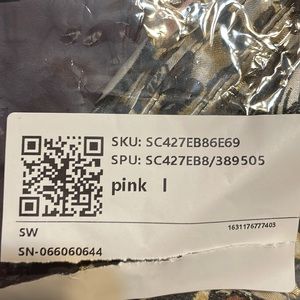 SKU: SC427EB86E69
SPU: SC427EB8/389505
pink l
SW
1631176777403
SN-066060644